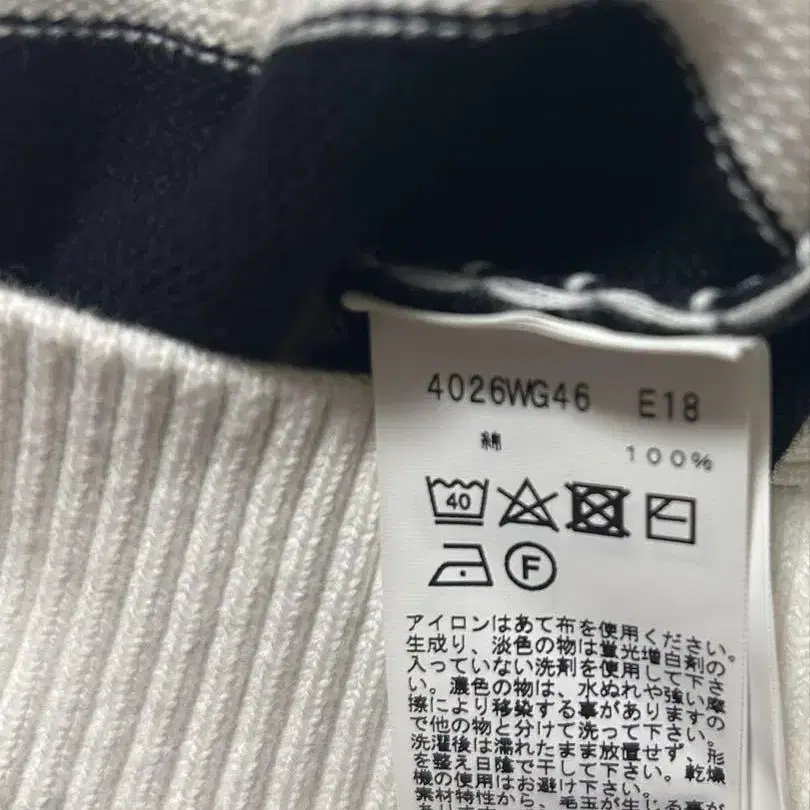 4026WG46 E18
綿 100%
40
F
アイロンはあて布を使用ください。
生成り、淡色の物は蛍光増白剤の
入っていない洗剤を使用して下さ
い。濃色の物は、水ぬれや強い摩
擦により移染する事がありますの
で他の物と分けて洗って下さい。
洗濯後は濡れたまま放置せず、形
を整え日陰で干して下さい。乾燥
機の使用はお避け下さい。
素材特性から、毛玉が生じる事が